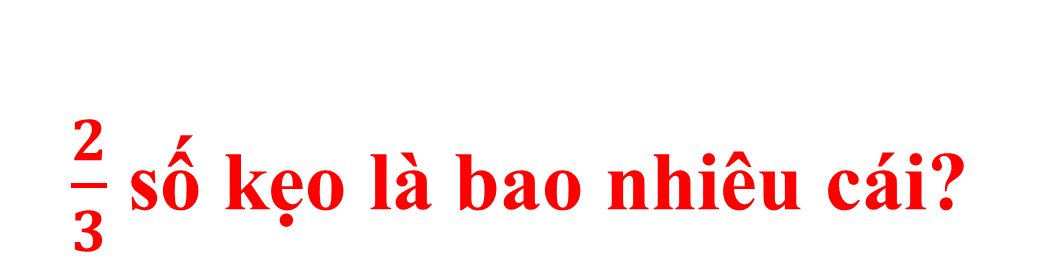 2/3 số kẹo là bao nhiêu cái?